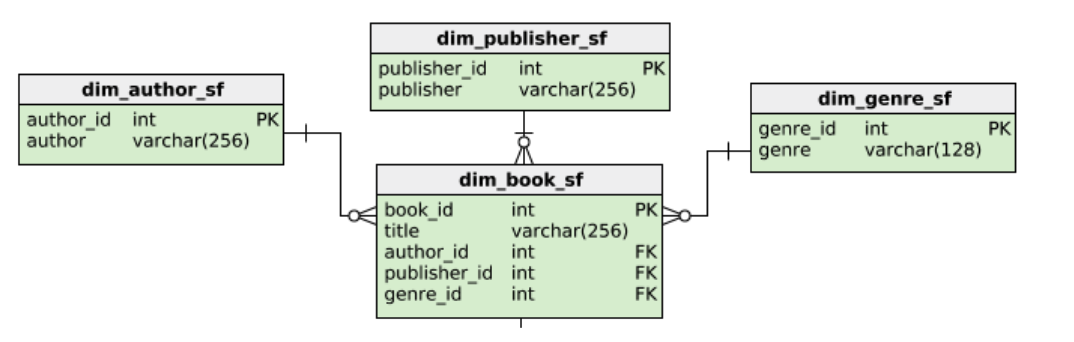 dim_publisher_sf
publisher_id int PK
publisher varchar(256)
dim_author_sf
author_id int PK
author varchar(256)
dim_genre_sf
genre_id int PK
genre varchar(128)
dim_book_sf
book_id int PK
title varchar(256)
author_id int FK
publisher_id int FK
genre_id int FK